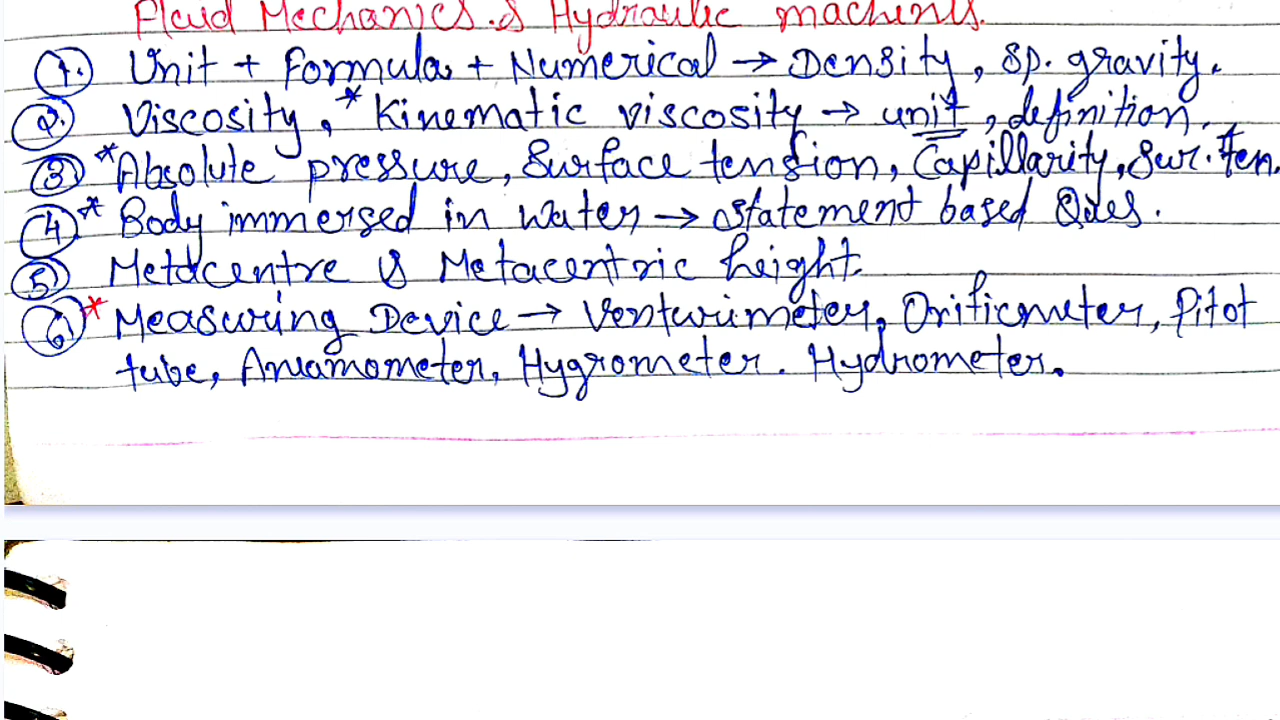 Fluid Mechanics & Hydraulic machines.
1. Unit + formula + Numerical → Density, Sp. gravity.
2. Viscosity, * Kinematic viscosity → unit, definition.
3 * Absolute pressure, Surface tension, Capillarity, Sur. ten.
4 * Body immersed in water → statement based Ques.
5 Metacentre & Metacentric height.
6 * Measuring Device → Venturimeter, Orificmeter, Pitot
tube, Anamometer, Hygrometer. Hydrometer.